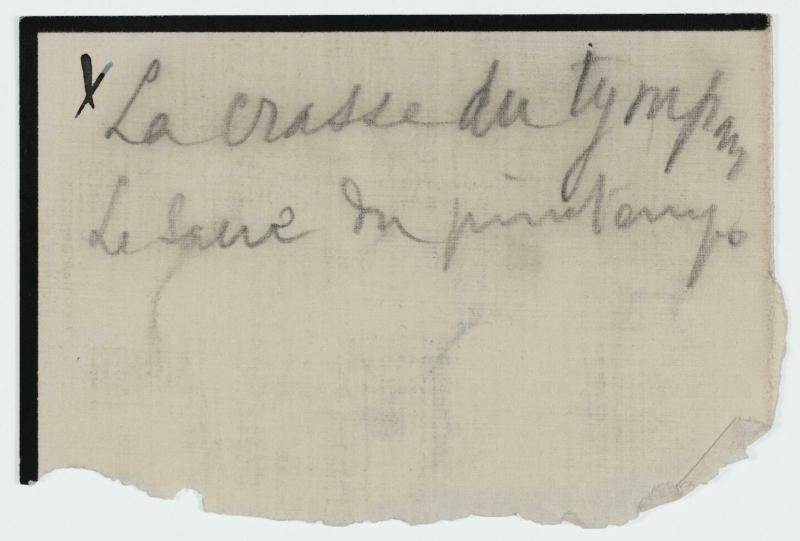 X La crasse du tympan
Le Sacre du printemps